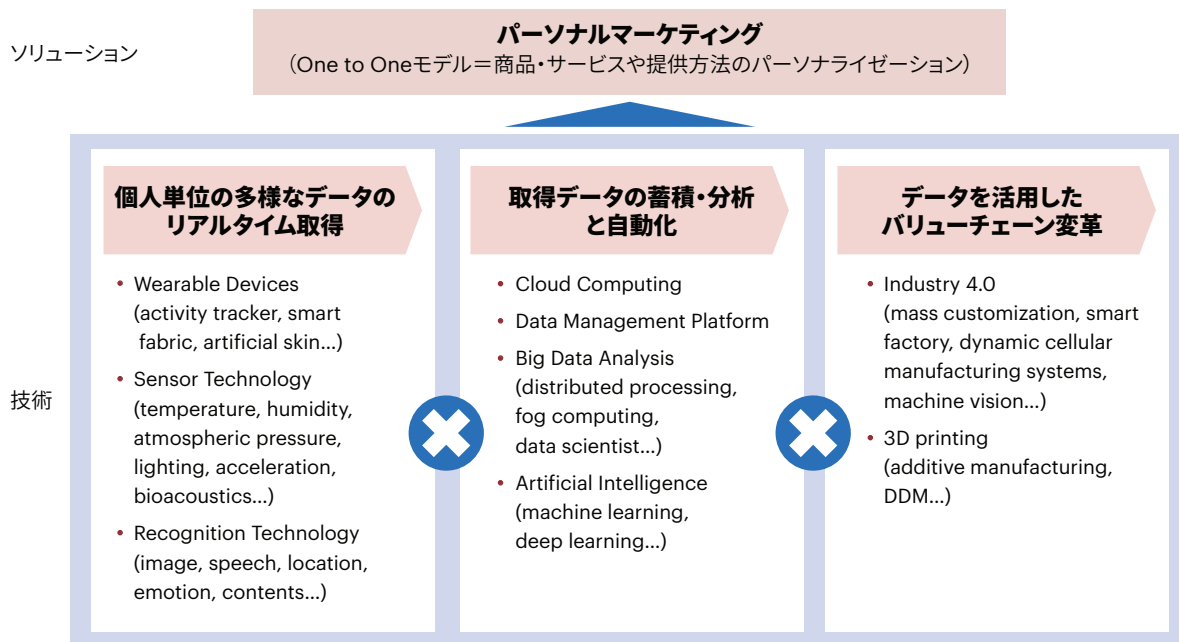 ソリューション
パーソナルマーケティング
（One to Oneモデル＝商品・サービスや提供方法のパーソナライゼーション）
技術
個人単位の多様なデータの
リアルタイム取得
• Wearable Devices
(activity tracker, smart
fabric, artificial skin...)
• Sensor Technology
(temperature, humidity,
atmospheric pressure,
lighting, acceleration,
bioacoustics...)
• Recognition Technology
(image, speech, location,
emotion, contents...)
取得データの蓄積・分析
と自動化
• Cloud Computing
• Data Management Platform
• Big Data Analysis
(distributed processing,
fog computing,
data scientist...)
• Artificial Intelligence
(machine learning,
deep learning...)
データを活用した
バリューチェーン変革
• Industry 4.0
(mass customization, smart
factory, dynamic cellular
manufacturing systems,
machine vision...)
• 3D printing
(additive manufacturing,
DDM...)